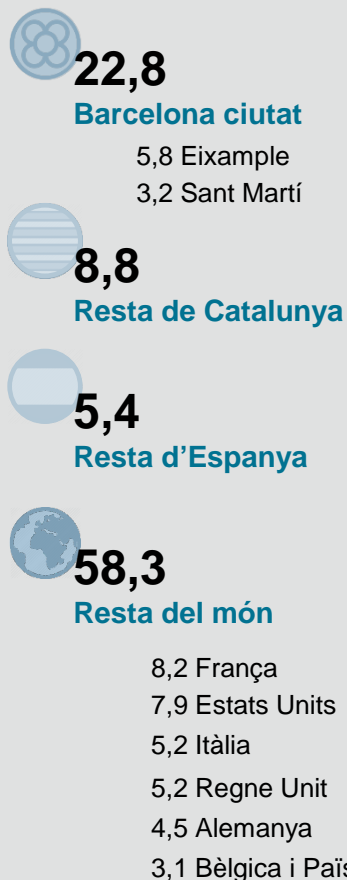 22,8
Barcelona ciutat
5,8 Eixample
3,2 Sant Martí
8,8
Resta de Catalunya
5,4
Resta d’Espanya
58,3
Resta del món
8,2 França
7,9 Estats Units
5,2 Itàlia
5,2 Regne Unit
4,5 Alemanya
3,1 Bèlgica i